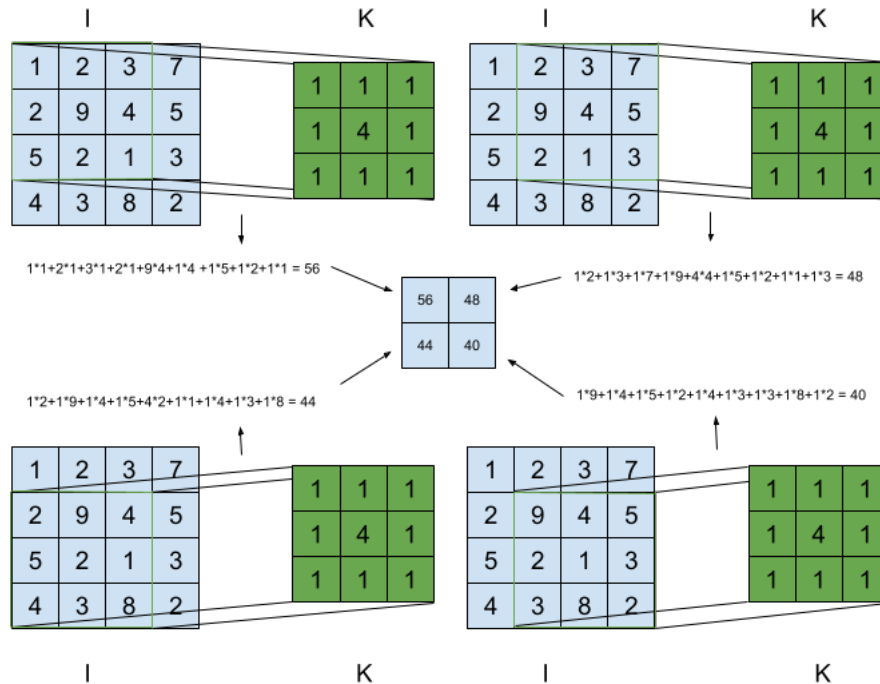 I K I K
1 2 3 7
2 9 4 5
5 2 1 3
4 3 8 2
1 1 1
1 4 1
1 1 1
1 2 3 7
2 9 4 5
5 2 1 3
4 3 8 2
1 1 1
1 4 1
1 1 1
1*1+2*1+3*1+2*1+9*4+1*4 +1*5+1*2+1*1 = 56
1*2+1*3+1*7+1*9+4*4+1*5+1*2+1*1+1*3 = 48
56 48
44 40
1*2+1*9+1*4+1*5+4*2+1*1+1*4+1*3+1*8 = 44
1*9+1*4+1*5+1*2+1*4+1*3+1*3+1*8+1*2 = 40
1 2 3 7
2 9 4 5
5 2 1 3
4 3 8 2
1 1 1
1 4 1
1 1 1
1 2 3 7
2 9 4 5
5 2 1 3
4 3 8 2
1 1 1
1 4 1
1 1 1
I K I K